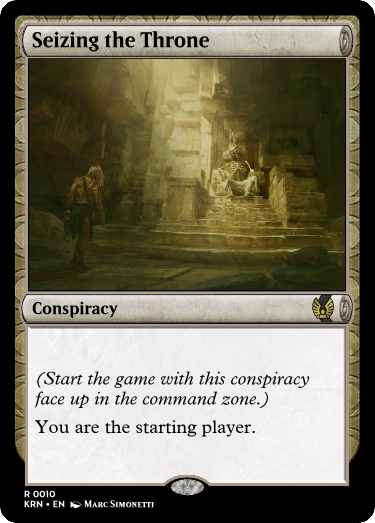 Seizing the Throne
Conspiracy
(Start the game with this conspiracy
face up in the command zone.)
You are the starting player.
R 0010
KRN • EN Marc Simonetti